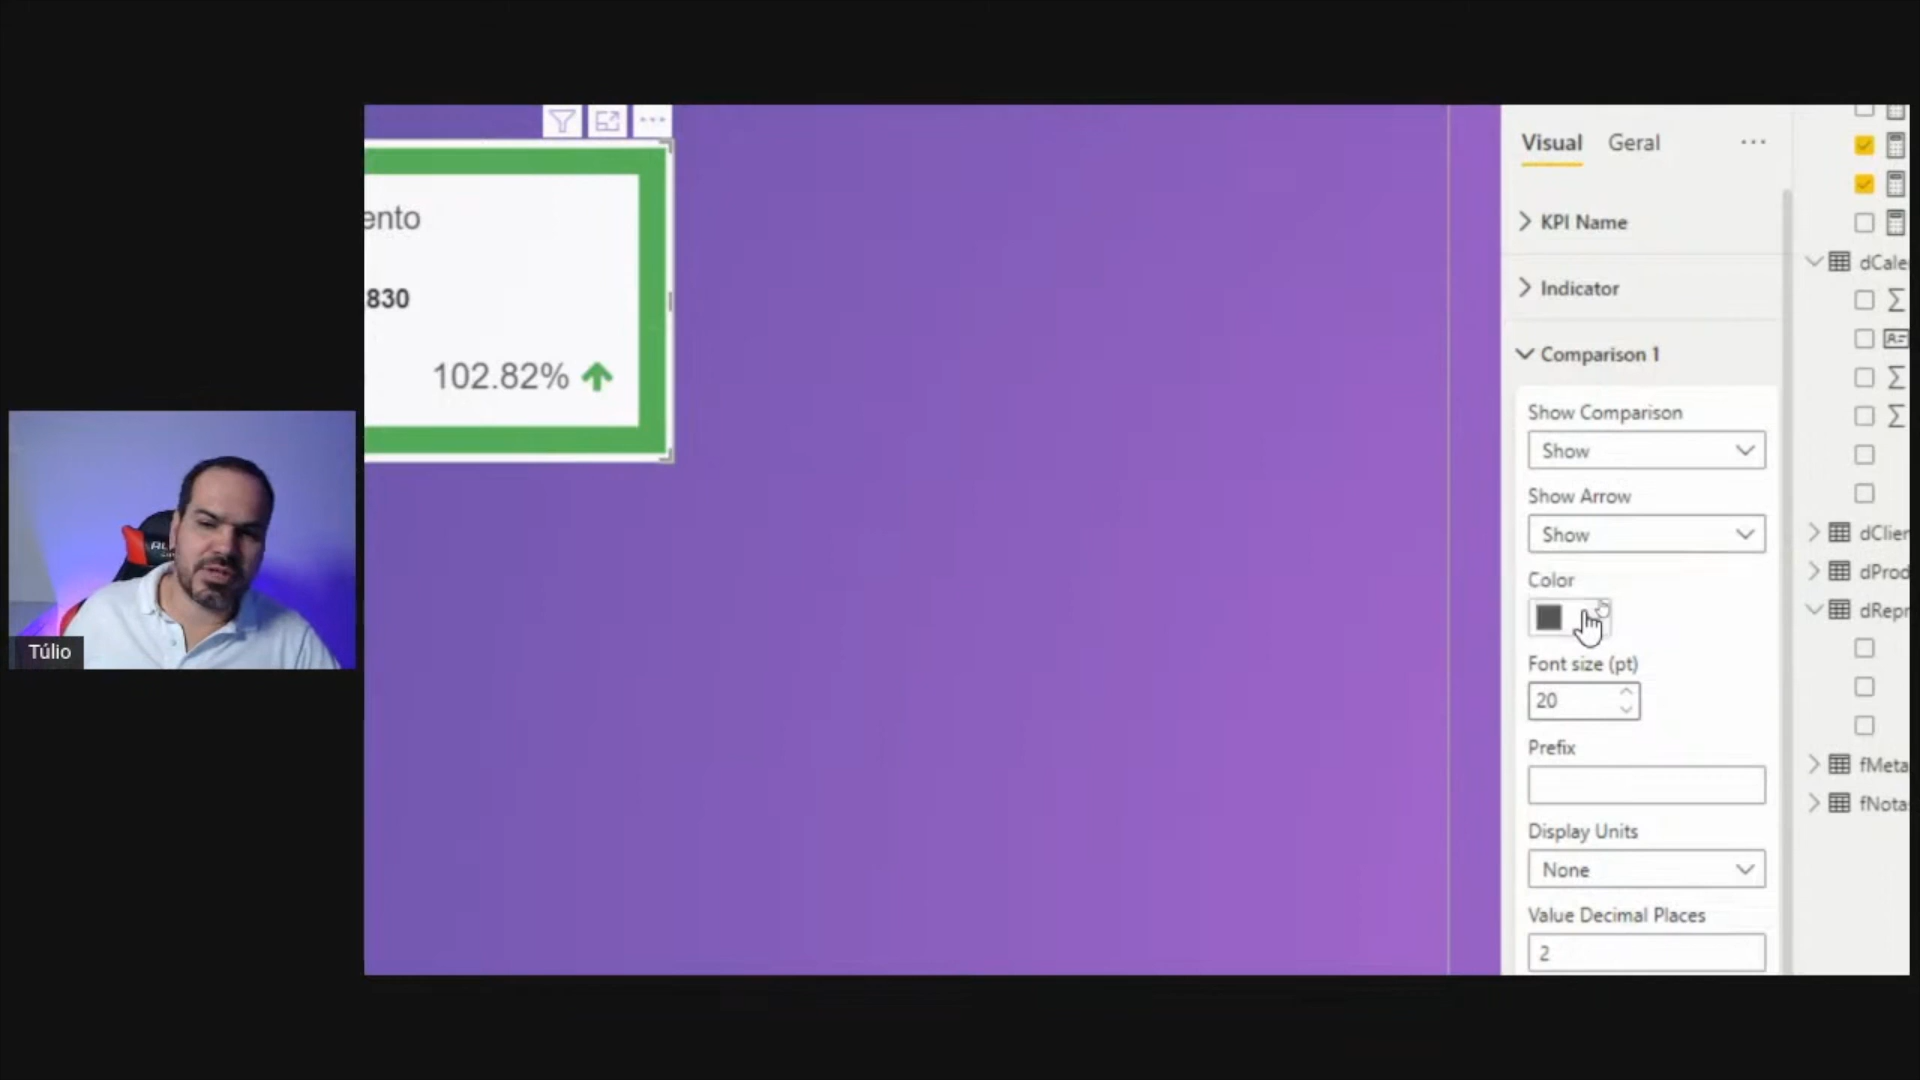 Túlio
ento
830
102.82%
Visual Geral
KPI Name
Indicator
Comparison 1
Show Comparison
Show
Show Arrow
Show
Color
Font size (pt)
20
Prefix
Display Units
None
Value Decimal Places
2
dCale
dClier
dProd
dRepr
fMeta
fNota